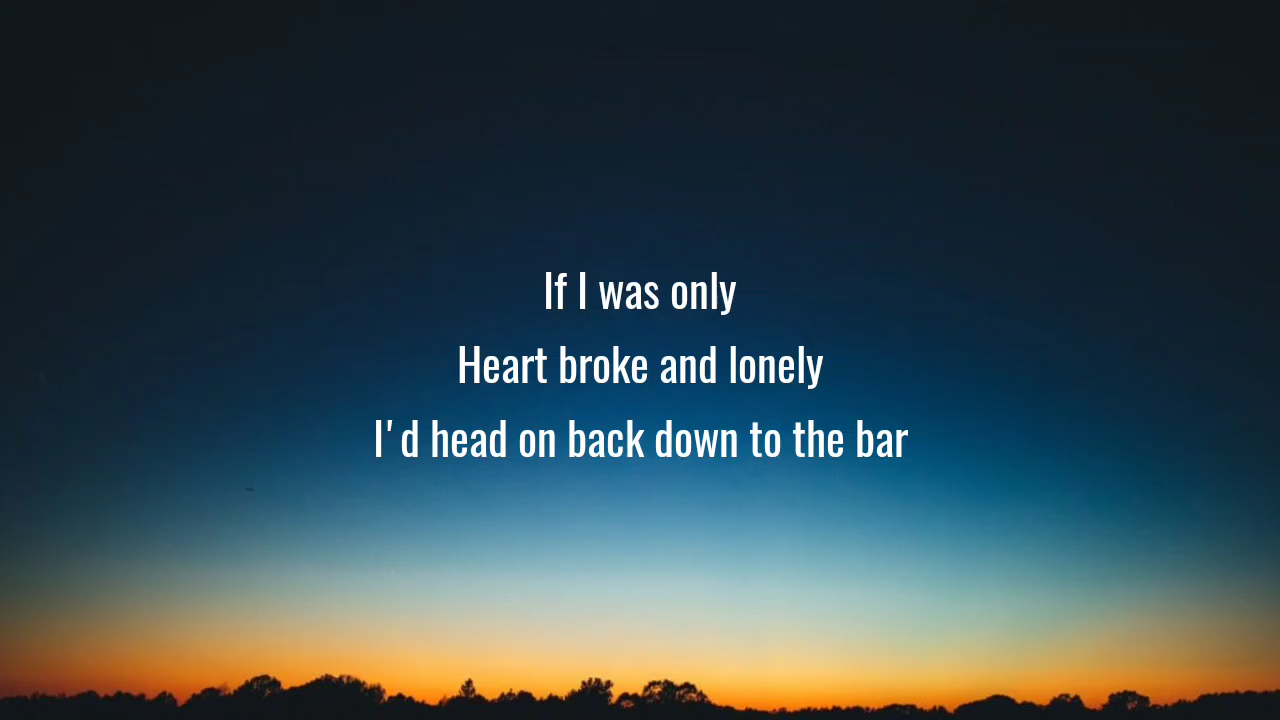 If I was only
Heart broke and lonely
I'd head on back down to the bar